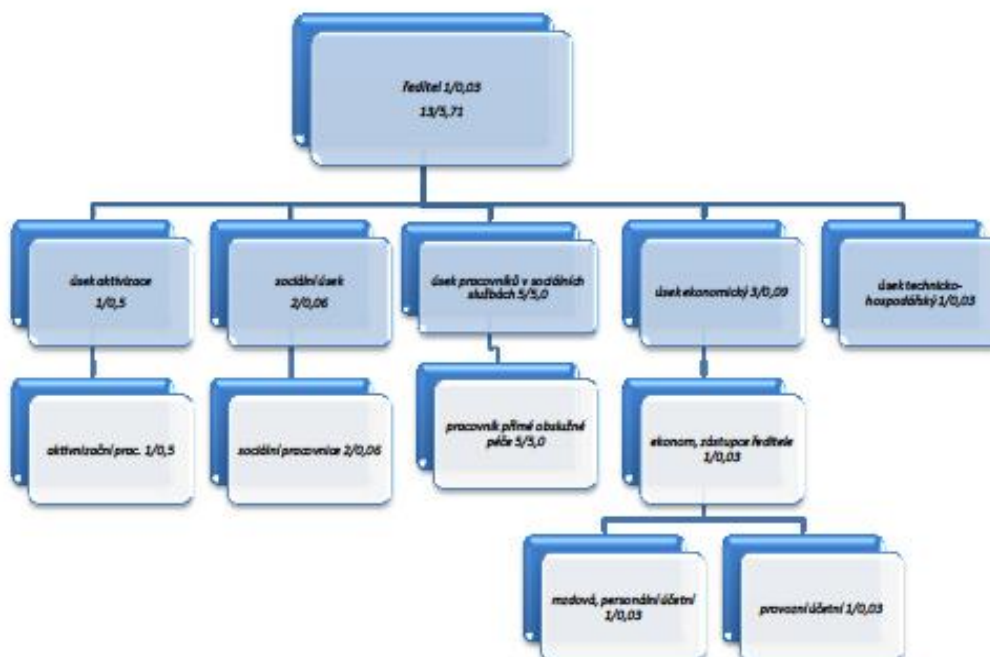 ředitel 1/0,03
13/5,71
úsek aktivizace
1/0,5
sociální úsek
2/0,06
úsek pracovníků v sociálních
službách 5/5,0
úsek ekonomický 3/0,09
úsek technicko-
hospodářský 1/0,03
aktivnizační prac. 1/0,5
sociální pracovnice 2/0,06
pracovník přímé obslužné
péče 5/5,0
ekonom, zástupce ředitele
1/0,03
mzdová, personální účetní
1/0,03
provozní účetní 1/0,03